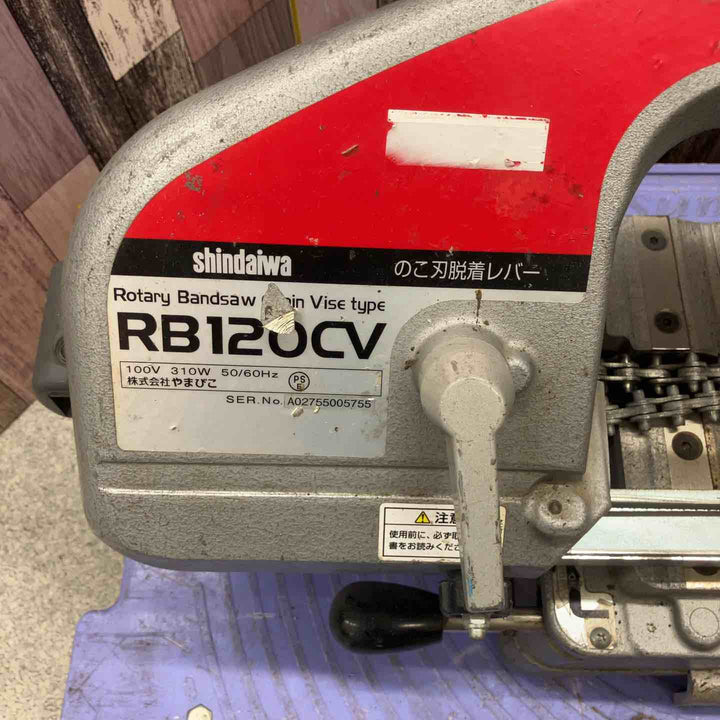 shindaiwa
のこ刃脱着レバー
Rotary Bandsaw Vise type
RB120CV
100V 310W 50/60Hz
株式会社やまびこ
PS
E
SER.No. A02755005755
注意
使用前に、必ず取
書をお読みくだ